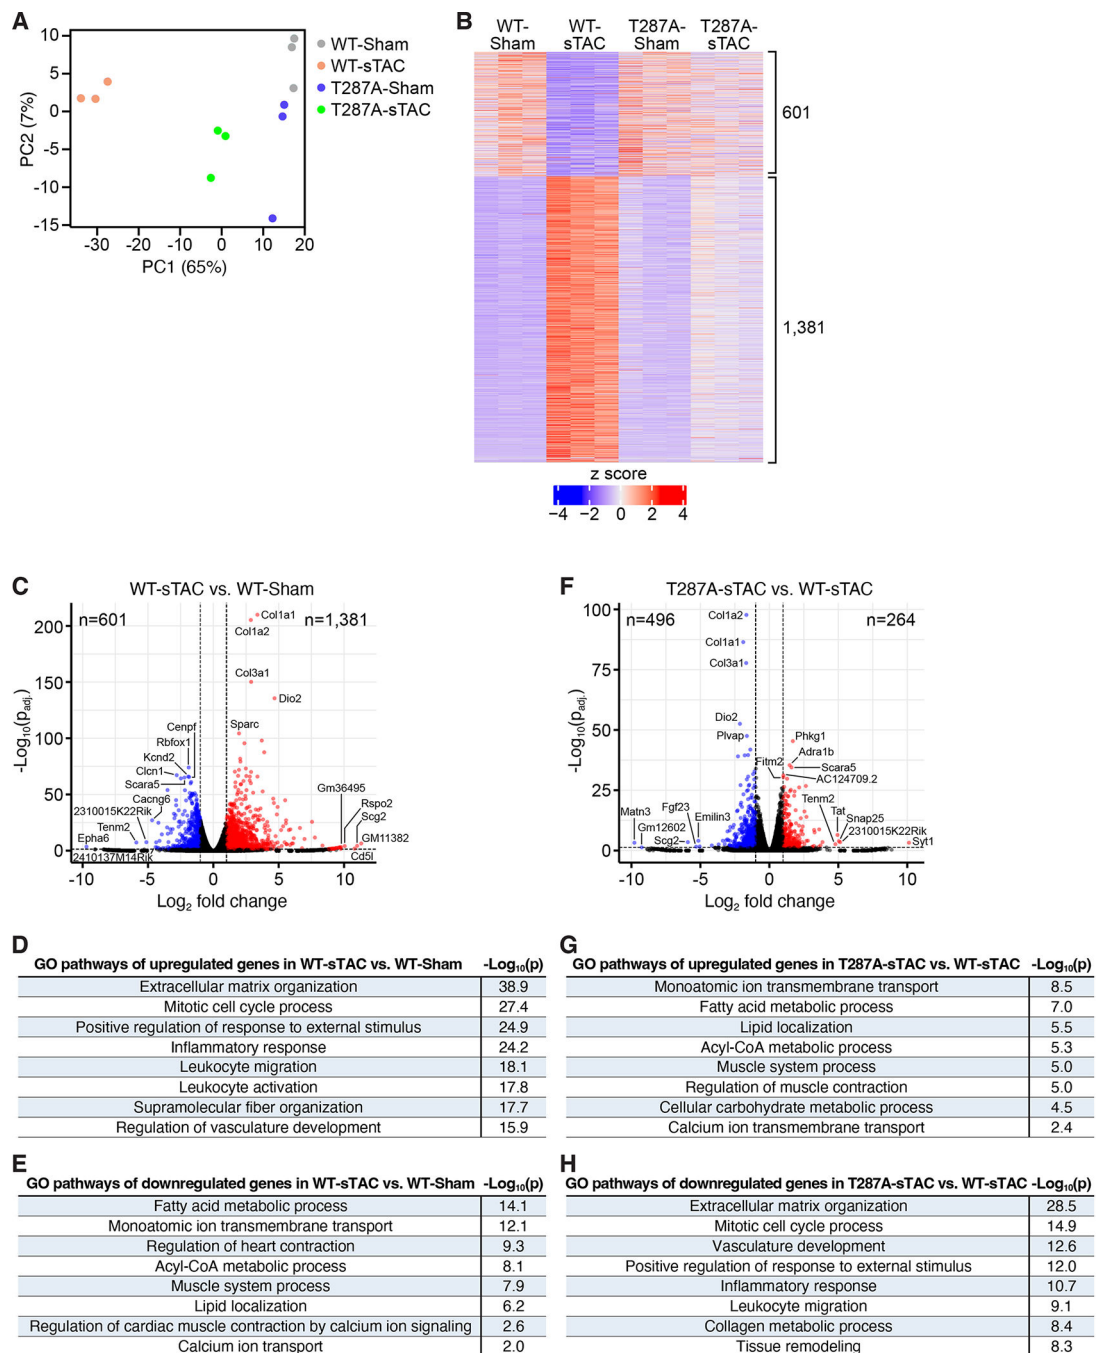 A
10
5
0
-5
-10
-15
PC2 (7%)
-30
-20
-10
0
10
20
PC1 (65%)
WT-Sham
WT-sTAC
T287A-Sham
T287A-sTAC
B
WT-
Sham
WT-
sTAC
T287A-
Sham
T287A-
sTAC
601
1,381
z score
−4
−2
0
2
4
C
WT-sTAC vs. WT-Sham
n=601
n=1,381
200
150
100
50
0
-Log10(padj.)
Col1a1
Col1a2
Col3a1
Dio2
Sparc
Cenpf
Rbfox1
Kcnd2
Clcn1
Scara5
Cacng6
2310015K22Rik
Tenm2
Epha6
2410137M14Rik
Gm36495
Rspo2
Scg2
GM11382
Cd5l
-10
-5
0
5
10
Log2 fold change
F
T287A-sTAC vs. WT-sTAC
n=496
n=264
100
75
50
25
0
-Log10(padj.)
Col1a2
Col1a1
Col3a1
Dio2
Plvap
Phkg1
Adra1b
Fitm2
Scara5
AC124709.2
Tenm2
Tat
Snap25
2310015K22Rik
Syt1
Matn3
Fgf23
Emilin3
Gm12602
Scg2
-10
-5
0
5
10
Log2 fold change
D
GO pathways of upregulated genes in WT-sTAC vs. WT-Sham -Log10(p)
Extracellular matrix organization 38.9
Mitotic cell cycle process 27.4
Positive regulation of response to external stimulus 24.9
Inflammatory response 24.2
Leukocyte migration 18.1
Leukocyte activation 17.8
Supramolecular fiber organization 17.7
Regulation of vasculature development 15.9
G
GO pathways of upregulated genes in T287A-sTAC vs. WT-sTAC -Log10(p)
Monoatomic ion transmembrane transport 8.5
Fatty acid metabolic process 7.0
Lipid localization 5.5
Acyl-CoA metabolic process 5.3
Muscle system process 5.0
Regulation of muscle contraction 5.0
Cellular carbohydrate metabolic process 4.5
Calcium ion transmembrane transport 2.4
E
GO pathways of downregulated genes in WT-sTAC vs. WT-Sham -Log10(p)
Fatty acid metabolic process 14.1
Monoatomic ion transmembrane transport 12.1
Regulation of heart contraction 9.3
Acyl-CoA metabolic process 8.1
Muscle system process 7.9
Lipid localization 6.2
Regulation of cardiac muscle contraction by calcium ion signaling 2.6
Calcium ion transport 2.0
H
GO pathways of downregulated genes in T287A-sTAC vs. WT-sTAC -Log10(p)
Extracellular matrix organization 28.5
Mitotic cell cycle process 14.9
Vasculature development 12.6
Positive regulation of response to external stimulus 12.0
Inflammatory response 10.7
Leukocyte migration 9.1
Collagen metabolic process 8.4
Tissue remodeling 8.3